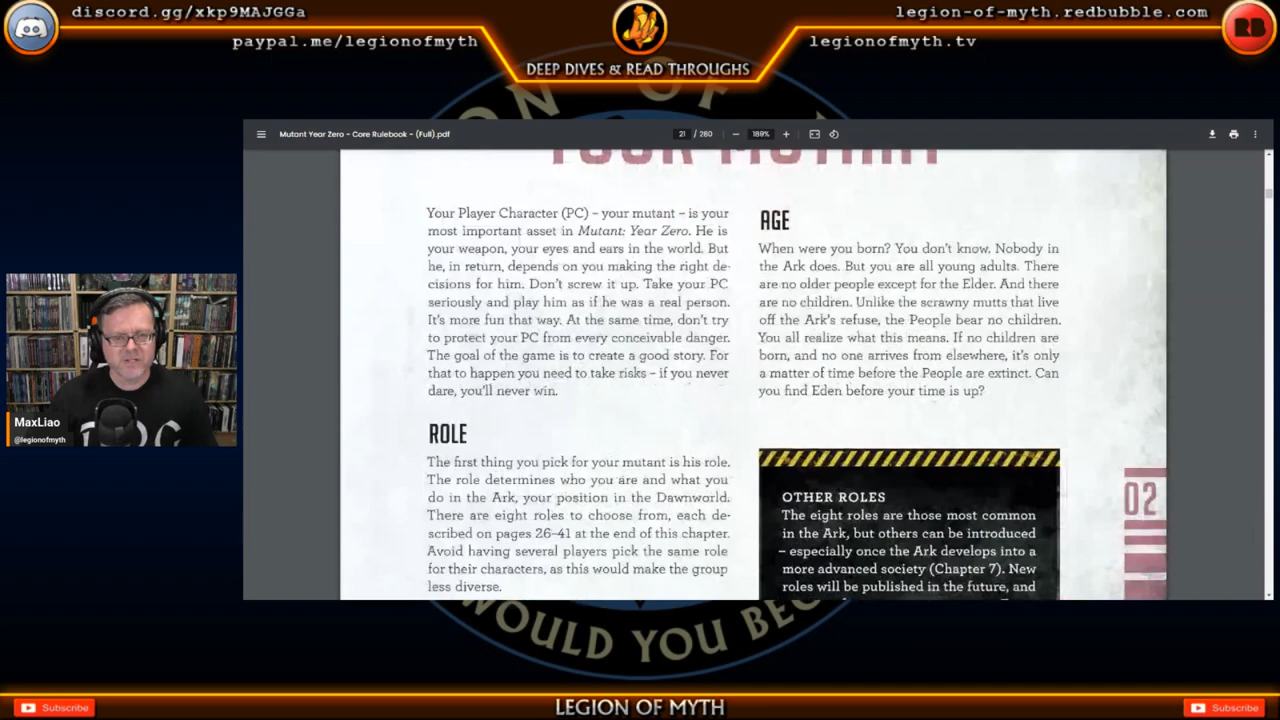 discord.gg/xkp9MAJGGa
legion-of-myth.redbubble.com
RB
paypal.me/legionofmyth
legionofmyth.tv
DEEP DIVES & READ THROUGHS
Mutant Year Zero - Core Rulebook - (Full).pdf
21 / 280
189%
YOUR MUTANT
Your Player Character (PC) – your mutant – is your
most important asset in Mutant: Year Zero. He is
your weapon, your eyes and ears in the world. But
he, in return, depends on you making the right de-
cisions for him. Don't screw it up. Take your PC
seriously and play him as if he was a real person.
It's more fun that way. At the same time, don't try
to protect your PC from every conceivable danger.
The goal of the game is to create a good story. For
that to happen you need to take risks – if you never
dare, you'll never win.
ROLE
The first thing you pick for your mutant is his role.
The role determines who you are and what you
do in the Ark, your position in the Dawnworld.
There are eight roles to choose from, each de-
scribed on pages 26–41 at the end of this chapter.
Avoid having several players pick the same role
for their characters, as this would make the group
less diverse.
AGE
When were you born? You don't know. Nobody in
the Ark does. But you are all young adults. There
are no older people except for the Elder. And there
are no children. Unlike the scrawny mutts that live
off the Ark's refuse, the People bear no children.
You all realize what this means. If no children are
born, and no one arrives from elsewhere, it's only
a matter of time before the People are extinct. Can
you find Eden before your time is up?
OTHER ROLES
The eight roles are those most common
in the Ark, but others can be introduced
– especially once the Ark develops into a
more advanced society (Chapter 7). New
roles will be published in the future, and
02
MaxLiao
@legionofmyth
WOULD YOU BE
Subscribe
LEGION OF MYTH
Subscribe